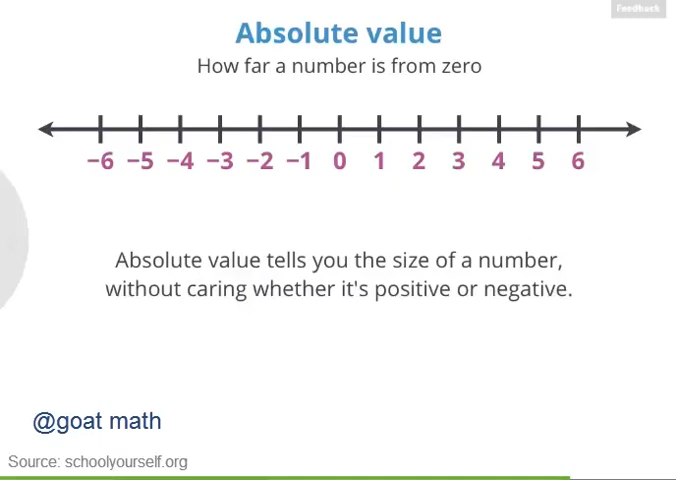 Feedback
Absolute value
How far a number is from zero
−6 −5 −4 −3 −2 −1 0 1 2 3 4 5 6
Absolute value tells you the size of a number,
without caring whether it's positive or negative.
@goat math
Source: schoolyourself.org